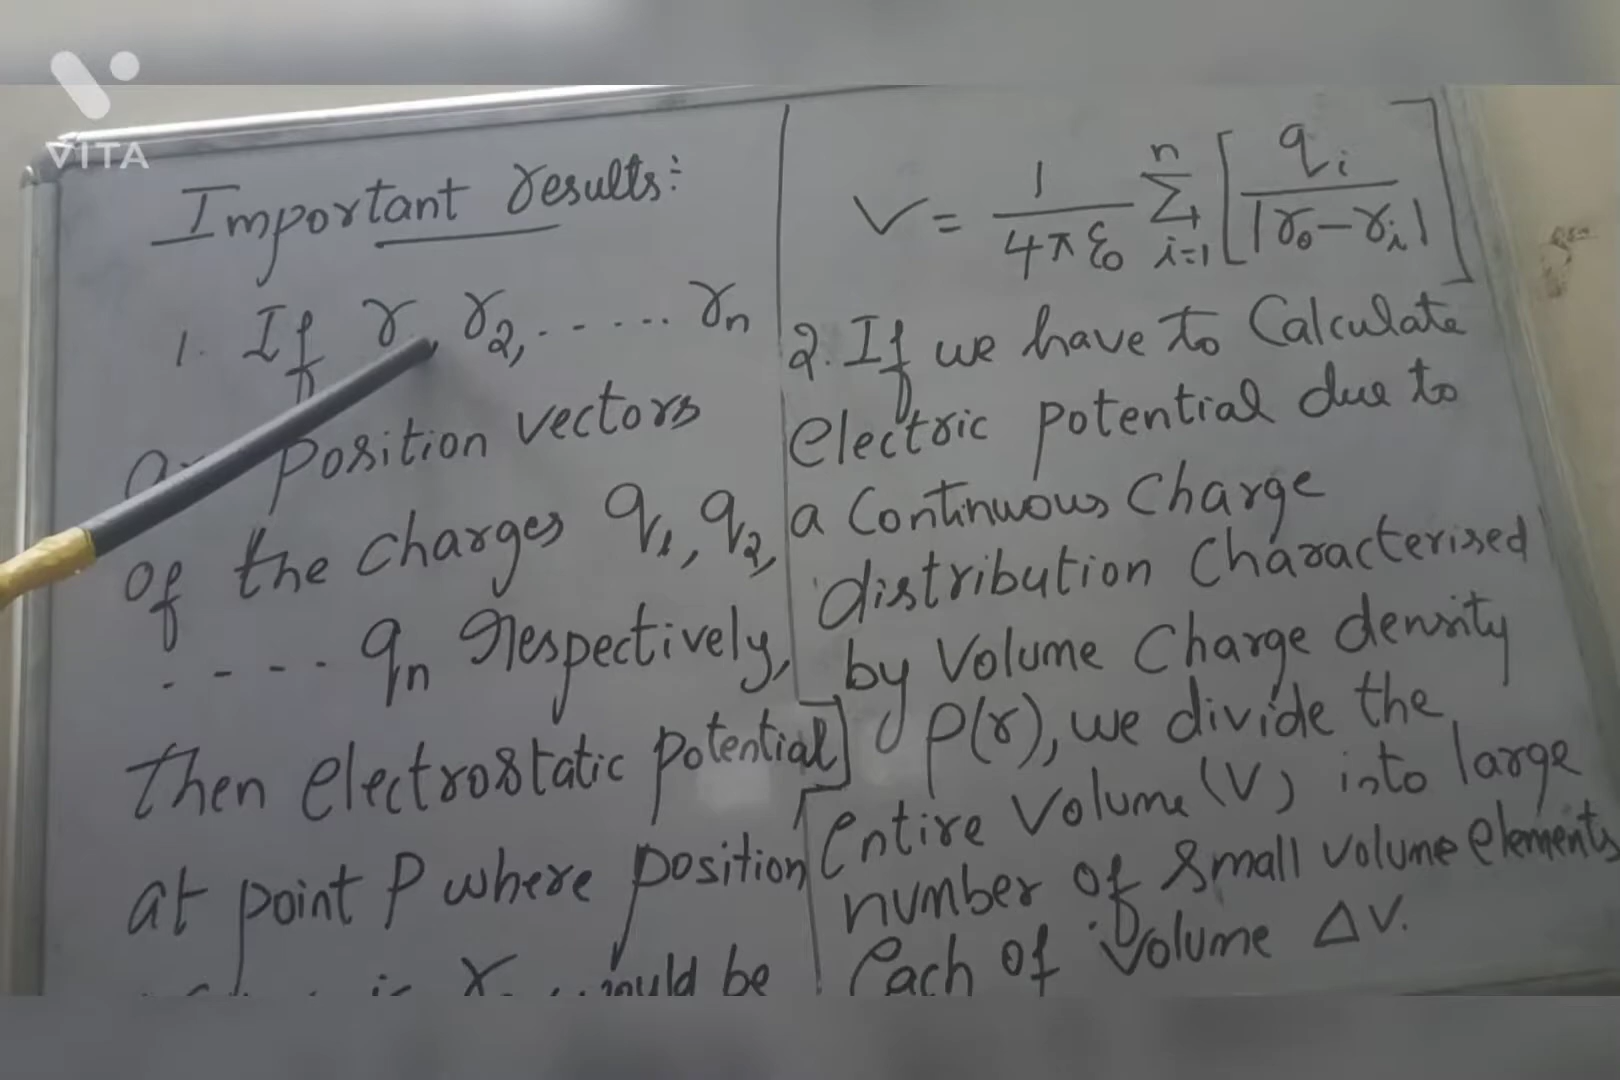 VITA
Important results:
1. If r, r2, ...... rn
position vectors
of the charges q1, q2,
.... qn respectively,
then electrostatic potential
at point P where position
is would be
V = 1/4πε0 n Σ i=1 [qi/|r0-ri|]
2. If we have to Calculate
electric potential due to
a Continuous Charge
distribution Characterised
by Volume Charge density
ρ(r), we divide the
entire Volume (V) into large
number of small volume elements
each of Volume ΔV.